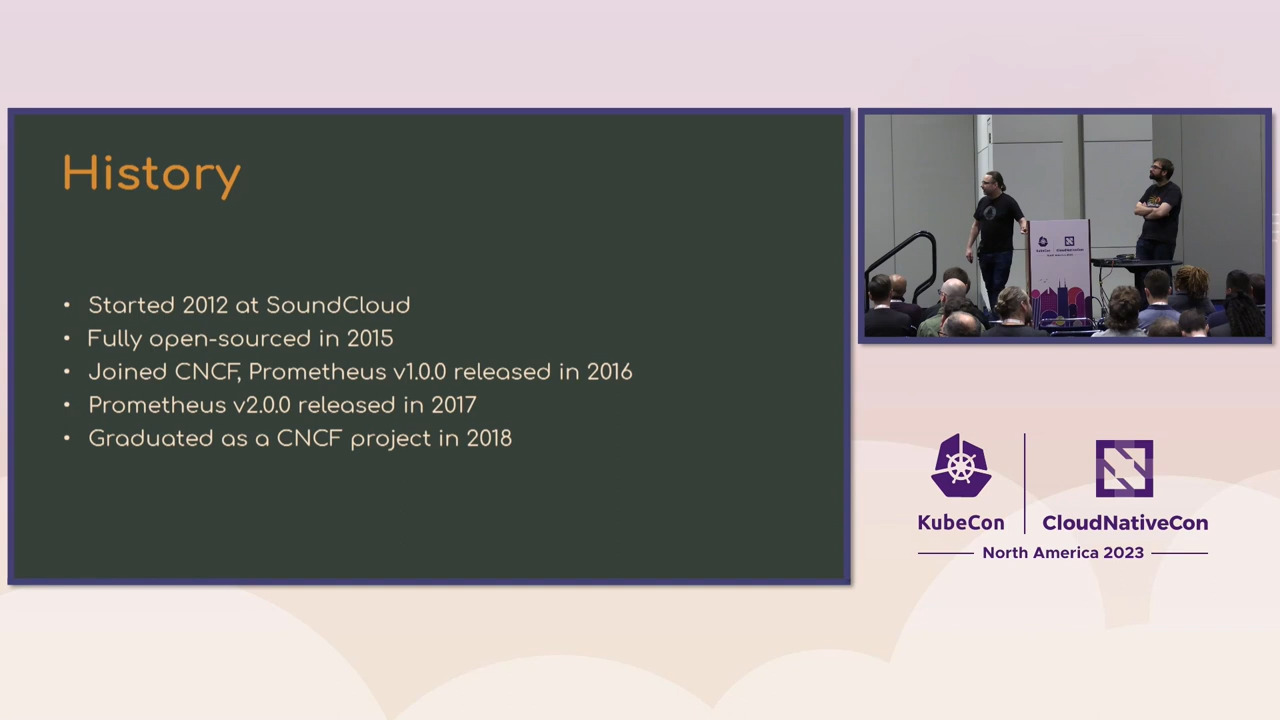 History
• Started 2012 at SoundCloud
• Fully open-sourced in 2015
• Joined CNCF, Prometheus v1.0.0 released in 2016
• Prometheus v2.0.0 released in 2017
• Graduated as a CNCF project in 2018
KubeCon
CloudNativeCon
North America 2023